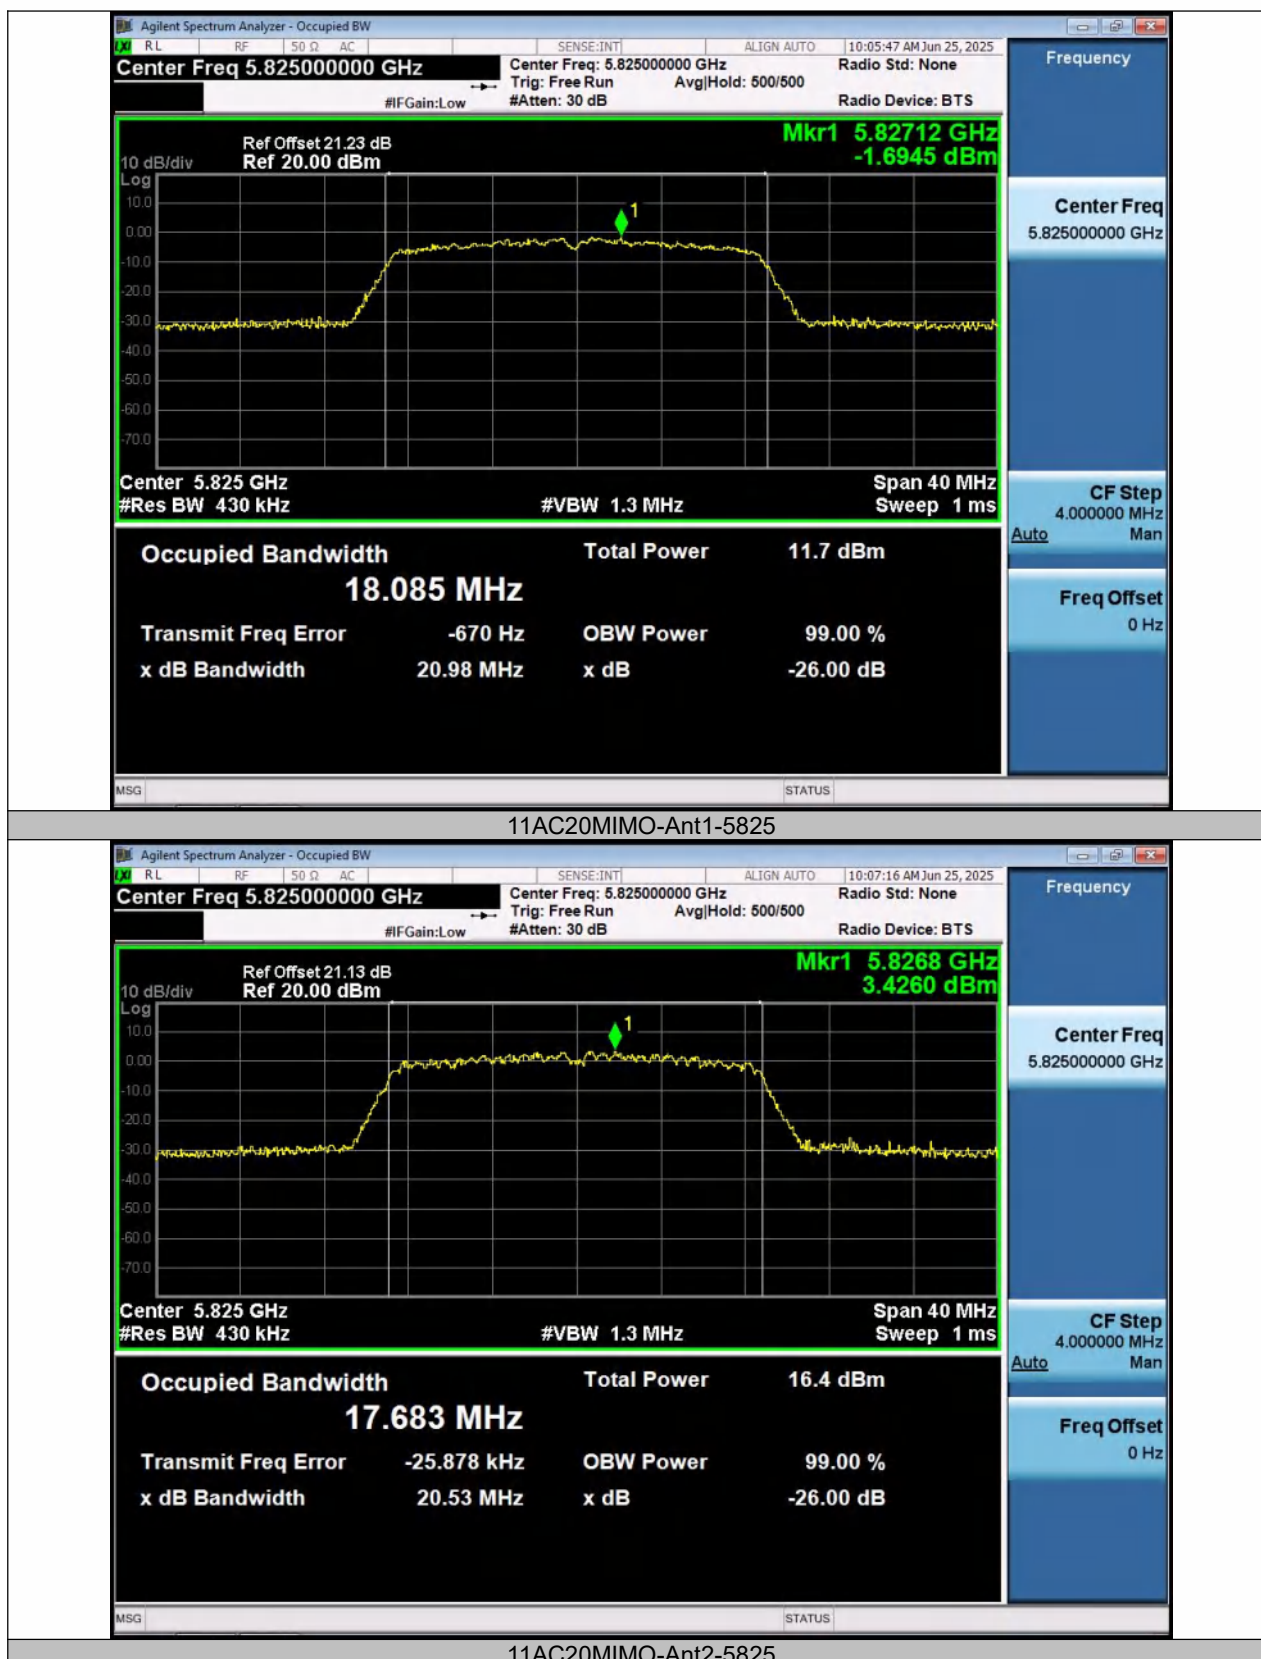 Agilent Spectrum Analyzer - Occupied BW
LXI RL RF 50 Ω AC SENSE:INT ALIGN AUTO 10:05:47 AM Jun 25, 2025
Center Freq 5.825000000 GHz
Center Freq: 5.825000000 GHz Radio Std: None
Trig: Free Run Avg|Hold: 500/500
#IFGain:Low #Atten: 30 dB Radio Device: BTS
Frequency
Mkr1 5.82712 GHz
-1.6945 dBm
Ref Offset 21.23 dB
10 dB/div Ref 20.00 dBm
Log
10.0
0.00
-10.0
-20.0
-30.0
-40.0
-50.0
-60.0
-70.0
1
Center Freq
5.825000000 GHz
Center 5.825 GHz Span 40 MHz
#Res BW 430 kHz #VBW 1.3 MHz Sweep 1 ms
CF Step
4.000000 MHz
Auto Man
Occupied Bandwidth Total Power 11.7 dBm
18.085 MHz
Transmit Freq Error -670 Hz OBW Power 99.00 %
x dB Bandwidth 20.98 MHz x dB -26.00 dB
Freq Offset
0 Hz
MSG STATUS
11AC20MIMO-Ant1-5825
Agilent Spectrum Analyzer - Occupied BW
LXI RL RF 50 Ω AC SENSE:INT ALIGN AUTO 10:07:16 AM Jun 25, 2025
Center Freq 5.825000000 GHz
Center Freq: 5.825000000 GHz Radio Std: None
Trig: Free Run Avg|Hold: 500/500
#IFGain:Low #Atten: 30 dB Radio Device: BTS
Frequency
Mkr1 5.8268 GHz
3.4260 dBm
Ref Offset 21.13 dB
10 dB/div Ref 20.00 dBm
Log
10.0
0.00
-10.0
-20.0
-30.0
-40.0
-50.0
-60.0
-70.0
1
Center Freq
5.825000000 GHz
Center 5.825 GHz Span 40 MHz
#Res BW 430 kHz #VBW 1.3 MHz Sweep 1 ms
CF Step
4.000000 MHz
Auto Man
Occupied Bandwidth Total Power 16.4 dBm
17.683 MHz
Transmit Freq Error -25.878 kHz OBW Power 99.00 %
x dB Bandwidth 20.53 MHz x dB -26.00 dB
Freq Offset
0 Hz
MSG STATUS
11AC20MIMO-Ant2-5825